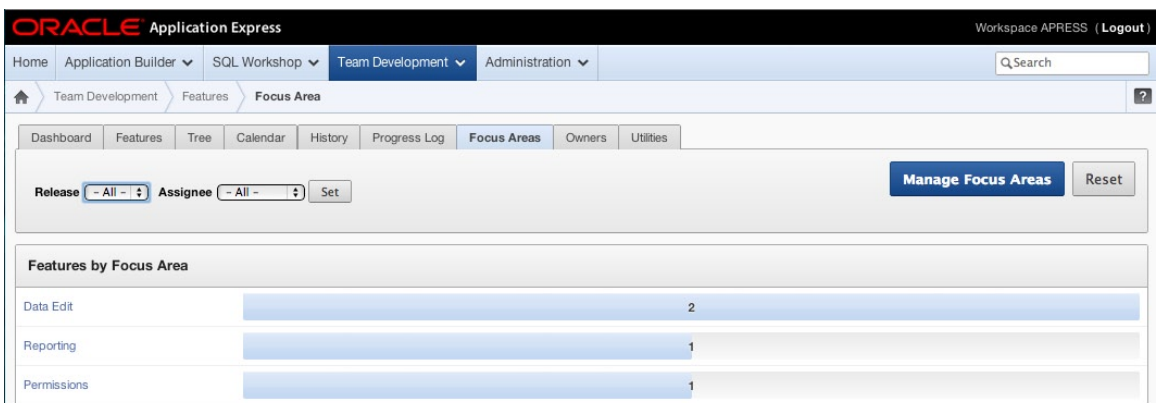 ORACLE Application Express Workspace APRESS (Logout)
Home Application Builder SQL Workshop Team Development Administration Search
Team Development Features Focus Area ?
Dashboard Features Tree Calendar History Progress Log Focus Areas Owners Utilities
Release - All - Assignee - All - Set Manage Focus Areas Reset
Features by Focus Area
Data Edit 2
Reporting 1
Permissions 1